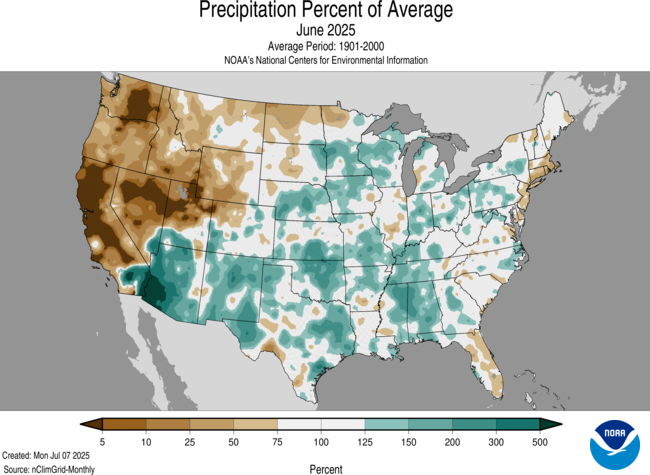 Precipitation Percent of Average
June 2025
Average Period: 1901-2000
NOAA's National Centers for Environmental Information
5 10 25 50 75 100 125 150 200 300 500
Percent
Created: Mon Jul 07 2025
Source: nClimGrid-Monthly
NOAA